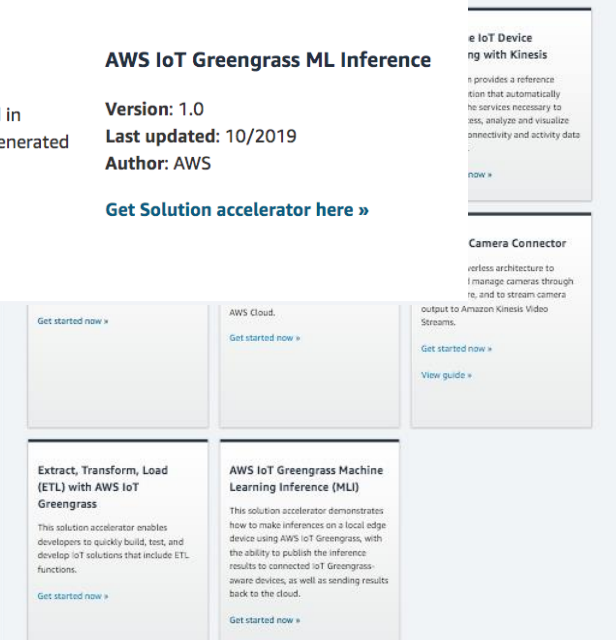 AWS IoT Greengrass ML Inference
in
Version: 1.0
enerated
Last updated: 10/2019
Author: AWS
Get Solution accelerator here »
e IoT Device
ng with Kinesis
n provides a reference
tion that automatically
he services necessary to
ess, analyze and visualize
onnectivity and activity data
.
now »
Camera Connector
verless architecture to
manage cameras through
re, and to stream camera
output to Amazon Kinesis Video
Streams.
Get started now »
View guide »
Get started now »
AWS Cloud.
Get started now »
Extract, Transform, Load
(ETL) with AWS IoT
Greengrass
This solution accelerator enables
developers to quickly build, test, and
develop IoT solutions that include ETL
functions.
Get started now »
AWS IoT Greengrass Machine
Learning Inference (MLI)
This solution accelerator demonstrates
how to make inferences on a local edge
device using AWS IoT Greengrass, with
the ability to publish the inference
results to connected IoT Greengrass-
aware devices, as well as sending results
back to the cloud.
Get started now »